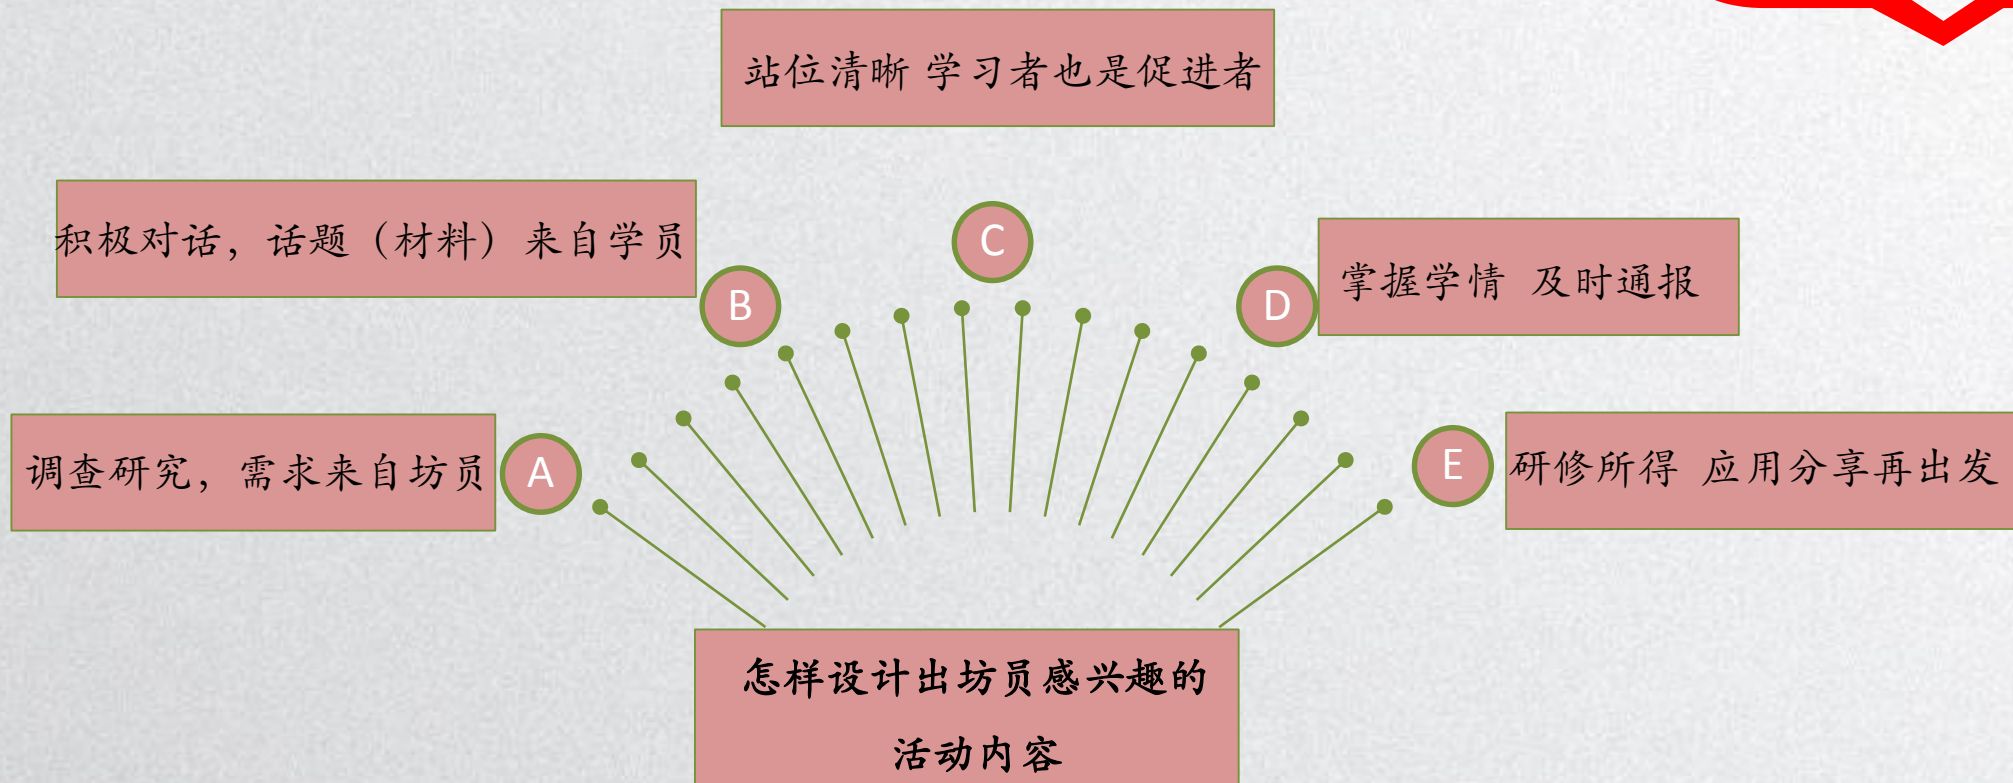 站位清晰 学习者也是促进者
积极对话，话题（材料）来自学员
C
掌握学情 及时通报
B
D
调查研究，需求来自坊员
A
E
研修所得 应用分享再出发
怎样设计出坊员感兴趣的
活动内容